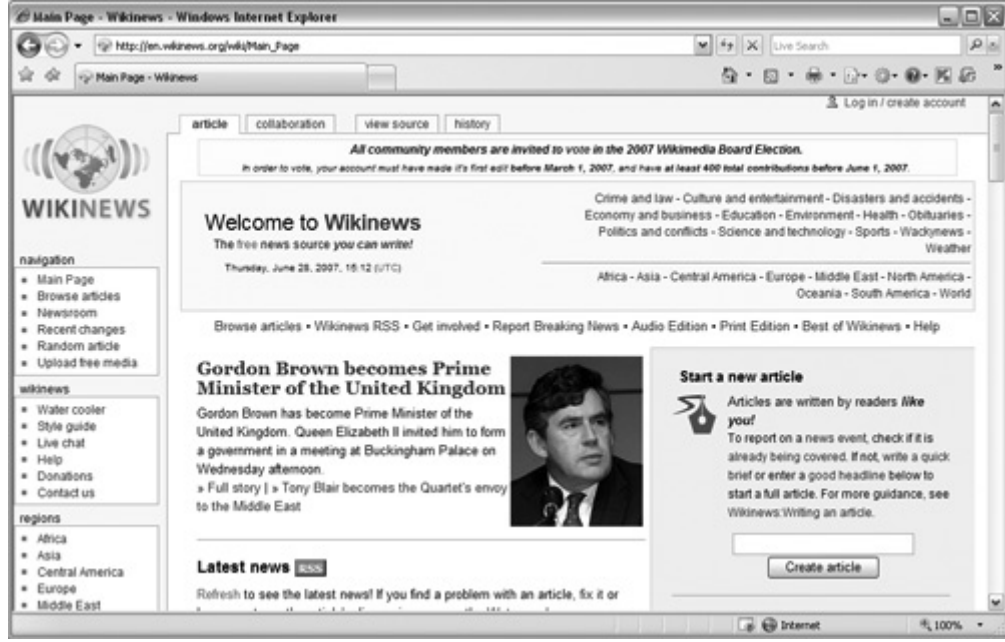 Main Page - Wikinews - Windows Internet Explorer
http://en.wikinews.org/wiki/Main_Page
Live Search
Main Page - Wikinews
Log in / create account
article
collaboration
view source
history
All community members are invited to vote in the 2007 Wikimedia Board Election.
In order to vote, your account must have made it's first edit before March 1, 2007, and have at least 400 total contributions before June 1, 2007.
WIKINEWS
Welcome to Wikinews
The free news source you can write!
Thursday, June 28, 2007, 15:12 (UTC)
Crime and law - Culture and entertainment - Disasters and accidents -
Economy and business - Education - Environment - Health - Obituaries -
Politics and conflicts - Science and technology - Sports - Wackynews -
Weather
Africa - Asia - Central America - Europe - Middle East - North America -
Oceania - South America - World
navigation
Main Page
Browse articles
Newsroom
Recent changes
Random article
Upload free media
wikinews
Water cooler
Style guide
Live chat
Help
Donations
Contact us
regions
Africa
Asia
Central America
Europe
Middle East
Browse articles • Wikinews RSS • Get involved • Report Breaking News • Audio Edition • Print Edition • Best of Wikinews • Help
Gordon Brown becomes Prime
Minister of the United Kingdom
Gordon Brown has become Prime Minister of the
United Kingdom. Queen Elizabeth II invited him to form
a government in a meeting at Buckingham Palace on
Wednesday afternoon.
» Full story | » Tony Blair becomes the Quartet's envoy
to the Middle East
Latest news RSS
Refresh to see the latest news! If you find a problem with an article, fix it or
Start a new article
Articles are written by readers like
you!
To report on a news event, check if it is
already being covered. If not, write a quick
brief or enter a good headline below to
start a full article. For more guidance, see
Wikinews:Writing an article.
Create article
Internet
100%